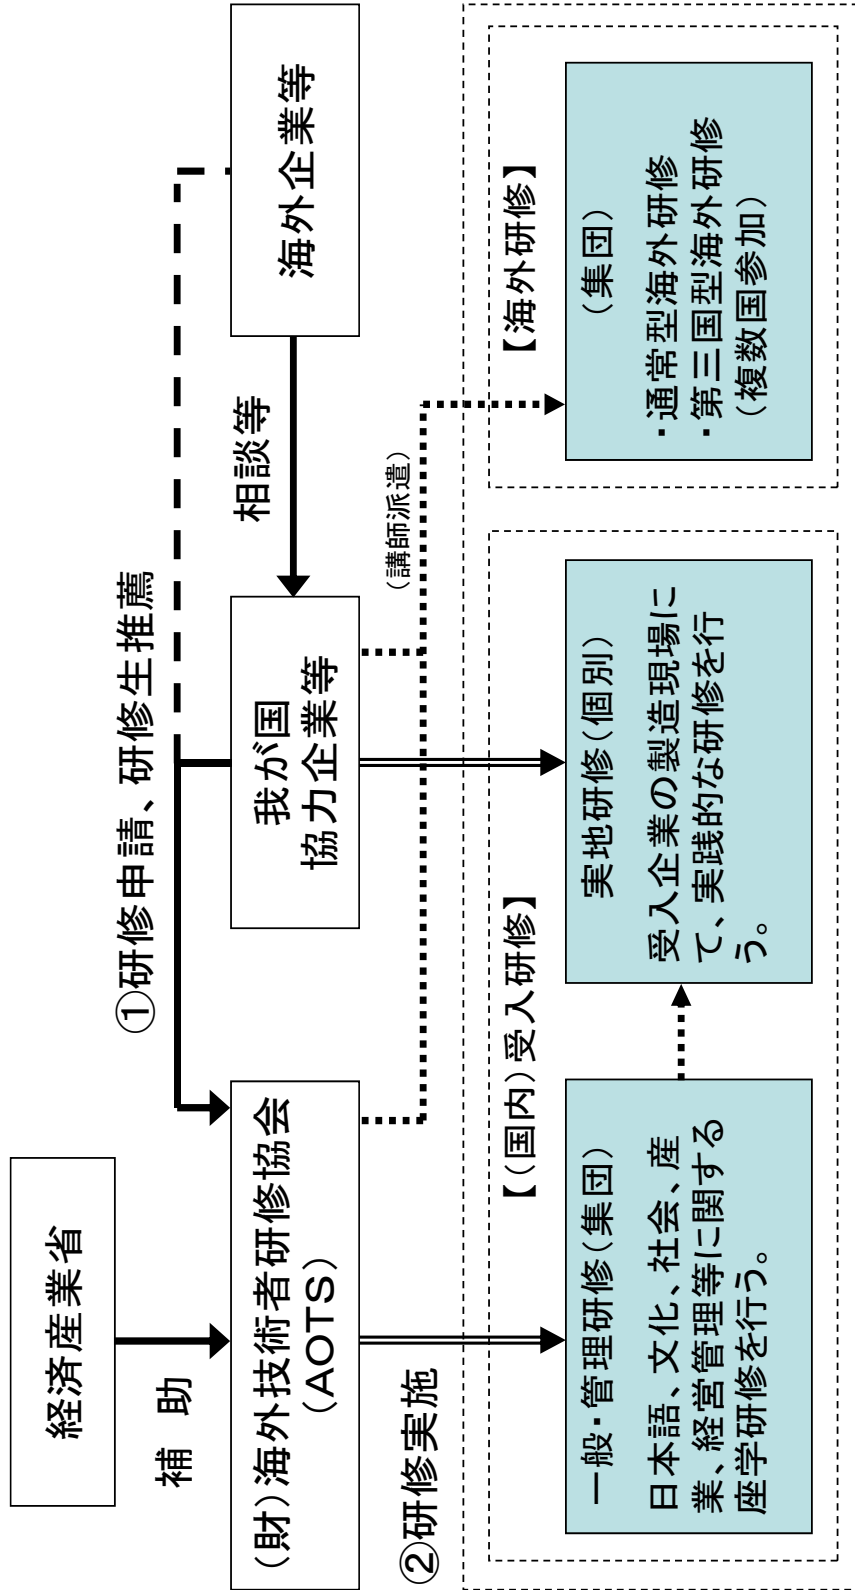 経済産業省
補 助
①研修申請、研修生推薦
(財)海外技術者研修協会
(AOTS)
我が国
協力企業等
相談等
海外企業等
②研修実施
(講師派遣)
【(国内)受入研修】
一般・管理研修(集団)
日本語、文化、社会、産
業、経営管理等に関する
座学研修を行う。
実地研修(個別)
受入企業の製造現場に
て、実践的な研修を行
う。
【海外研修】
(集団)
・通常型海外研修
・第三国型海外研修
(複数国参加)